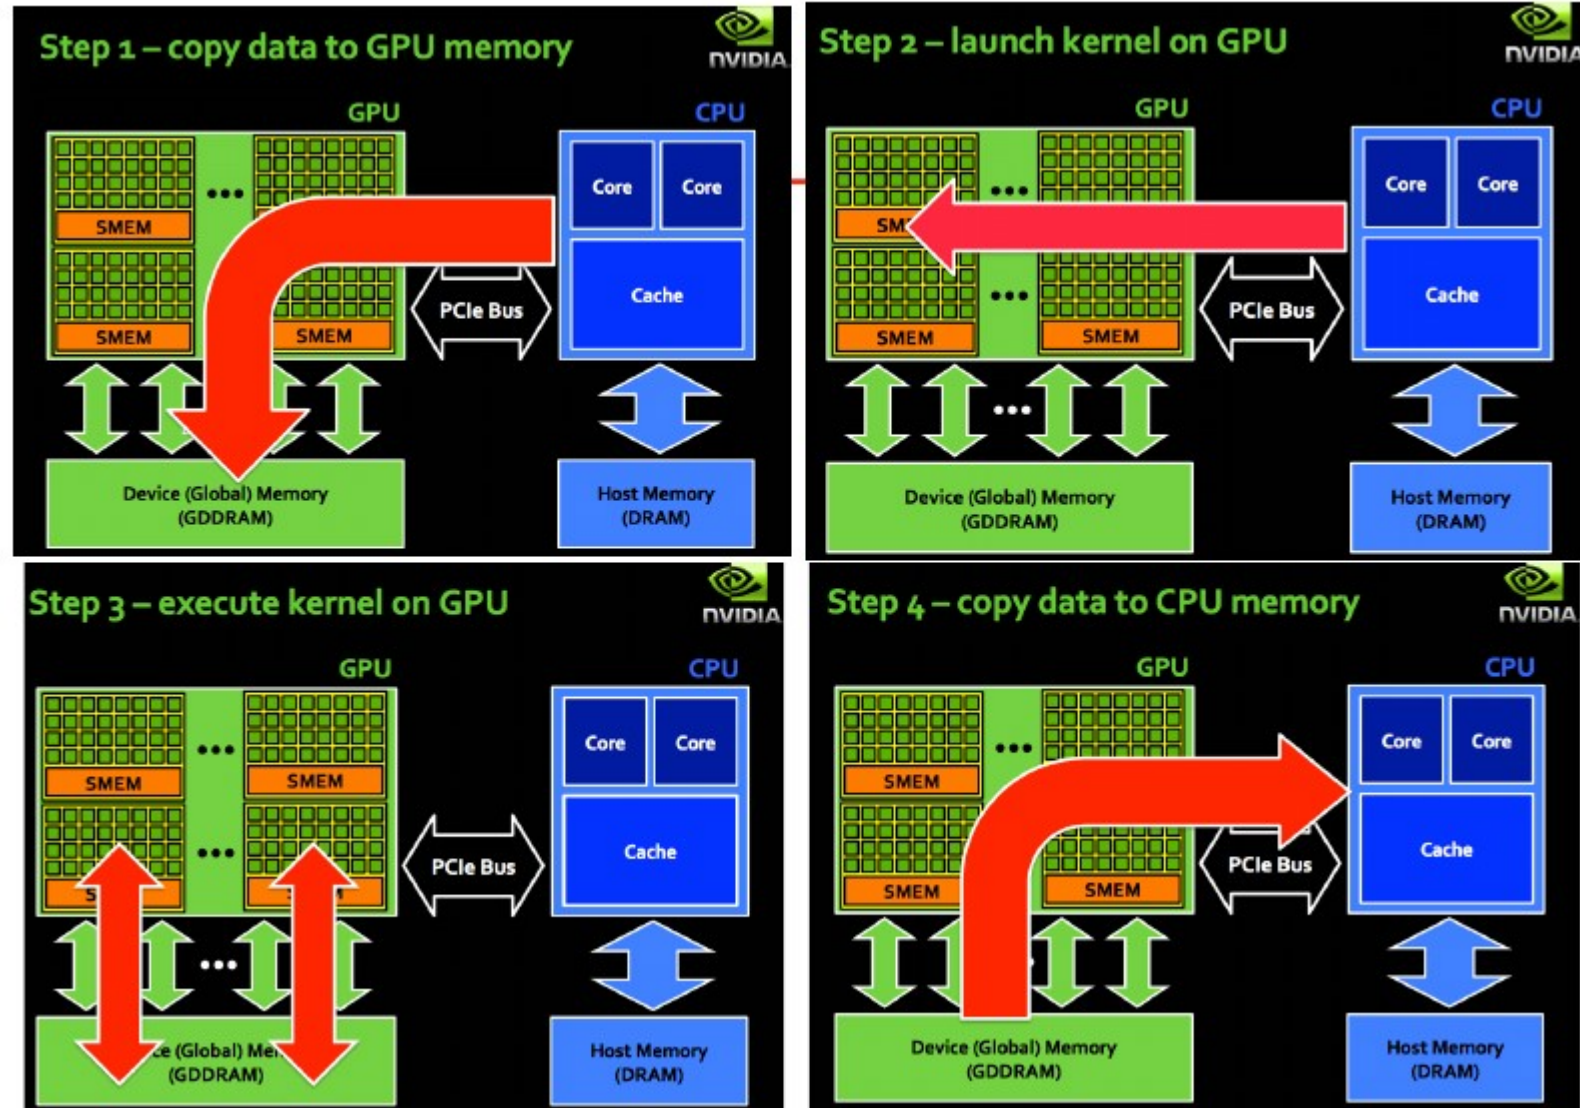 Step 1 – copy data to GPU memory
NVIDIA
GPU
CPU
Core
Core
SMEM
Cache
PCIe Bus
SMEM
SMEM
Device (Global) Memory
(GDDRAM)
Host Memory
(DRAM)
Step 2 – launch kernel on GPU
NVIDIA
GPU
CPU
Core
Core
Cache
PCIe Bus
SMEM
SMEM
Device (Global) Memory
(GDDRAM)
Host Memory
(DRAM)
Step 3 – execute kernel on GPU
NVIDIA
GPU
CPU
Core
Core
SMEM
SMEM
Cache
PCIe Bus
(Global)
(GDDRAM)
Host Memory
(DRAM)
Step 4 – copy data to CPU memory
NVIDIA
GPU
CPU
Core
Core
SMEM
Cache
PCIe Bus
SMEM
SMEM
Device (Global) Memory
(GDDRAM)
Host Memory
(DRAM)